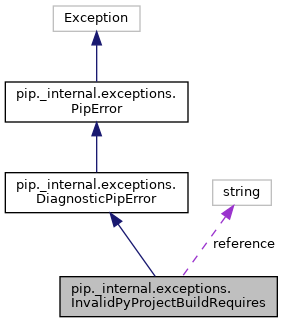 Exception
pip._internal.exceptions.
PipError
pip._internal.exceptions.
DiagnosticPipError
string
reference
pip._internal.exceptions.
InvalidPyProjectBuildRequires